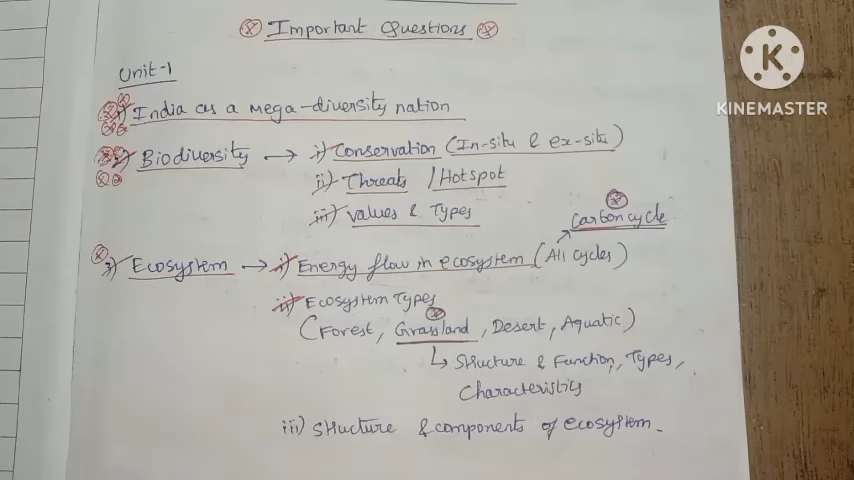 Important Questions
Unit-1
1) India as a mega-diversity nation
2) Biodiversity → i) Conservation (In-situ & ex-situ)
ii) Threats / Hotspot
iii) Values & Types
Carbon cycle
3) Ecosystem → i) Energy flow in ecosystem (All cycles)
ii) Ecosystem Types
(Forest, Grassland, Desert, Aquatic)
↳ Structure & Function, Types,
Characteristics
iii) Structure & components of ecosystem.
K
KINEMASTER